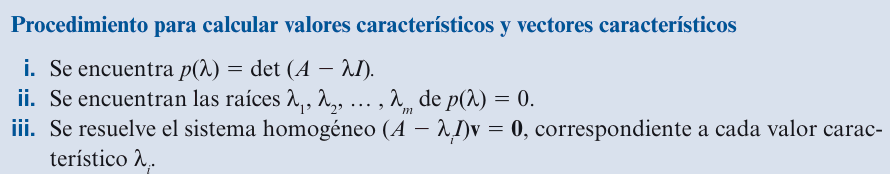 Procedimiento para calcular valores característicos y vectores característicos
i. Se encuentra p(λ) = det (A − λI).
ii. Se encuentran las raíces λ₁, λ₂, … , λₘ de p(λ) = 0.
iii. Se resuelve el sistema homogéneo (A − λᵢI)v = 0, correspondiente a cada valor carac-
terístico λᵢ.